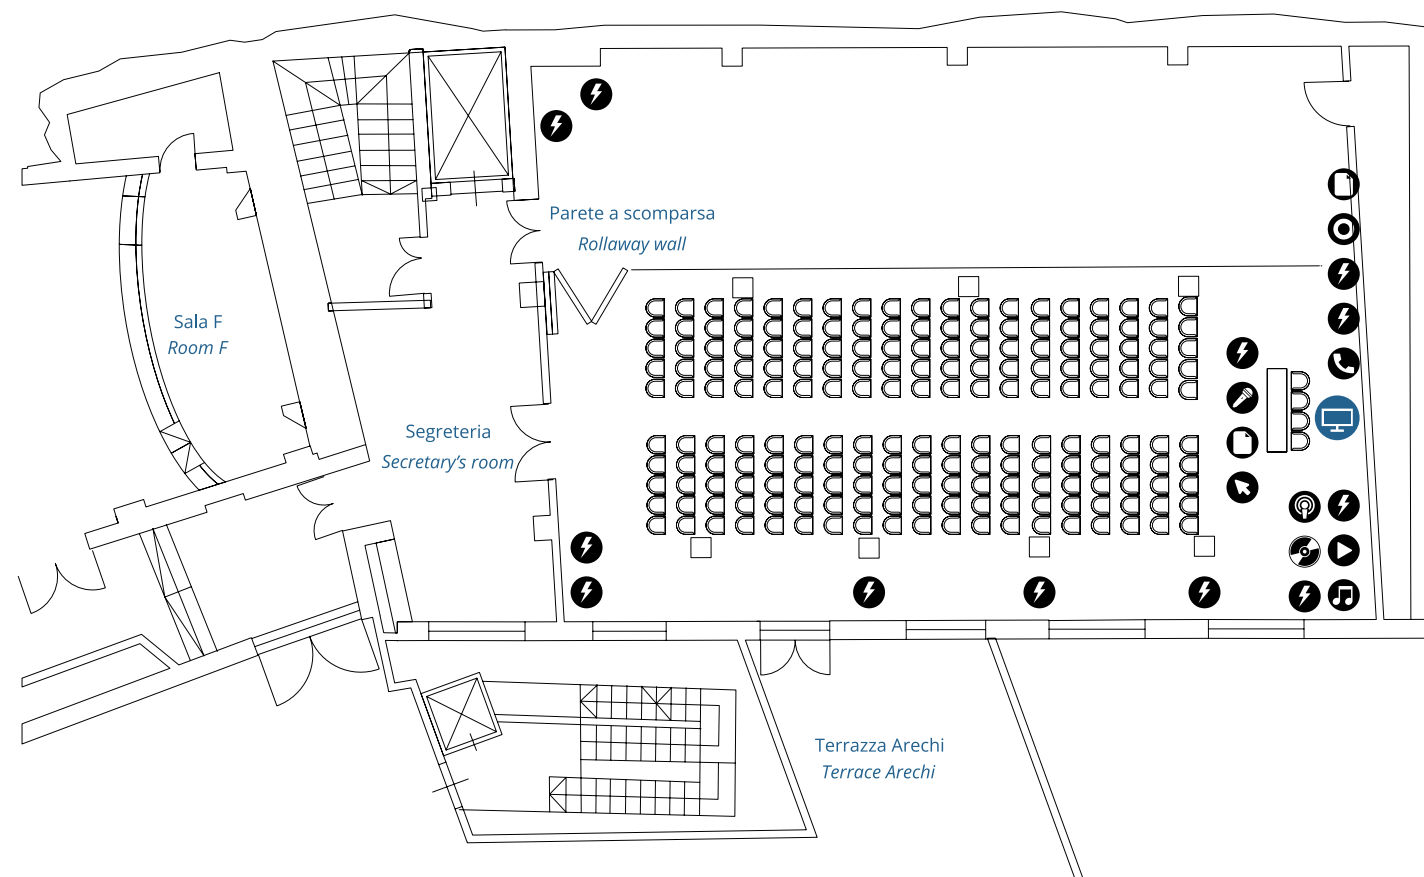 Parete a scomparsa
Rollaway wall
Sala F
Room F
Segreteria
Secretary's room
Terrazza Arechi
Terrace Arechi